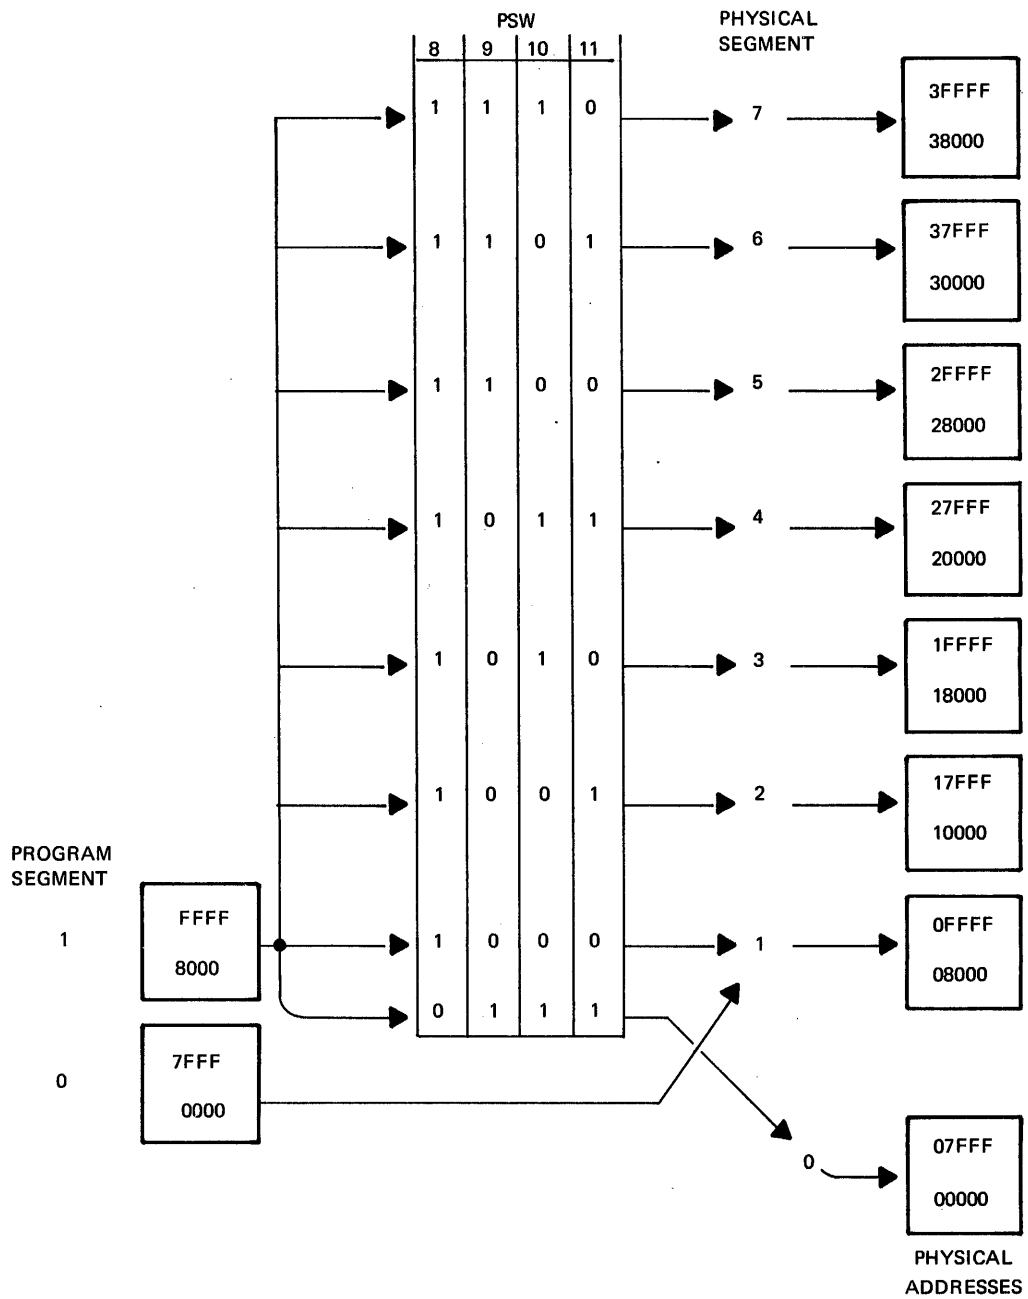 PSW
PHYSICAL
SEGMENT
8 9 10 11
1 1 1 0 7
3FFFF
38000
1 1 0 1 6
37FFF
30000
1 1 0 0 5
2FFFF
28000
1 0 1 1 4
27FFF
20000
1 0 1 0 3
1FFFF
18000
1 0 0 1 2
17FFF
10000
PROGRAM
SEGMENT
1
FFFF
8000
1 0 0 0 1
0FFFF
08000
0 1 1 1
0
7FFF
0000
0
07FFF
00000
PHYSICAL
ADDRESSES